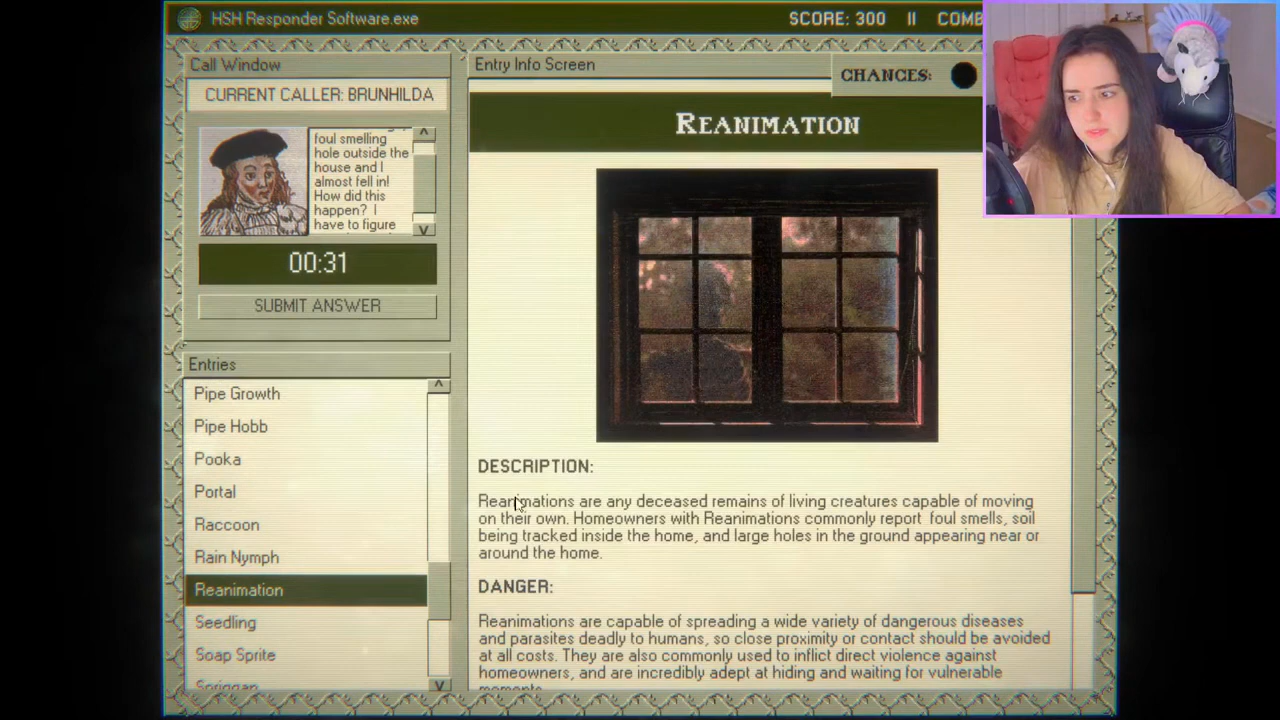 HSH Responder Software.exe
SCORE: 300 II COMB
Call Window
CURRENT CALLER: BRUNHILDA
foul smelling
hole outside the
house and I
almost fell in!
How did this
happen? I
have to figure
00:31
SUBMIT ANSWER
Entries
Pipe Growth
Pipe Hobb
Pooka
Portal
Raccoon
Rain Nymph
Reanimation
Seedling
Soap Sprite
Spriggan
Entry Info Screen
CHANCES:
REANIMATION
DESCRIPTION:
Reanimations are any deceased remains of living creatures capable of moving
on their own. Homeowners with Reanimations commonly report foul smells, soil
being tracked inside the home, and large holes in the ground appearing near or
around the home.
DANGER:
Reanimations are capable of spreading a wide variety of dangerous diseases
and parasites deadly to humans, so close proximity or contact should be avoided
at all costs. They are also commonly used to inflict direct violence against
homeowners, and are incredibly adept at hiding and waiting for vulnerable
moments.